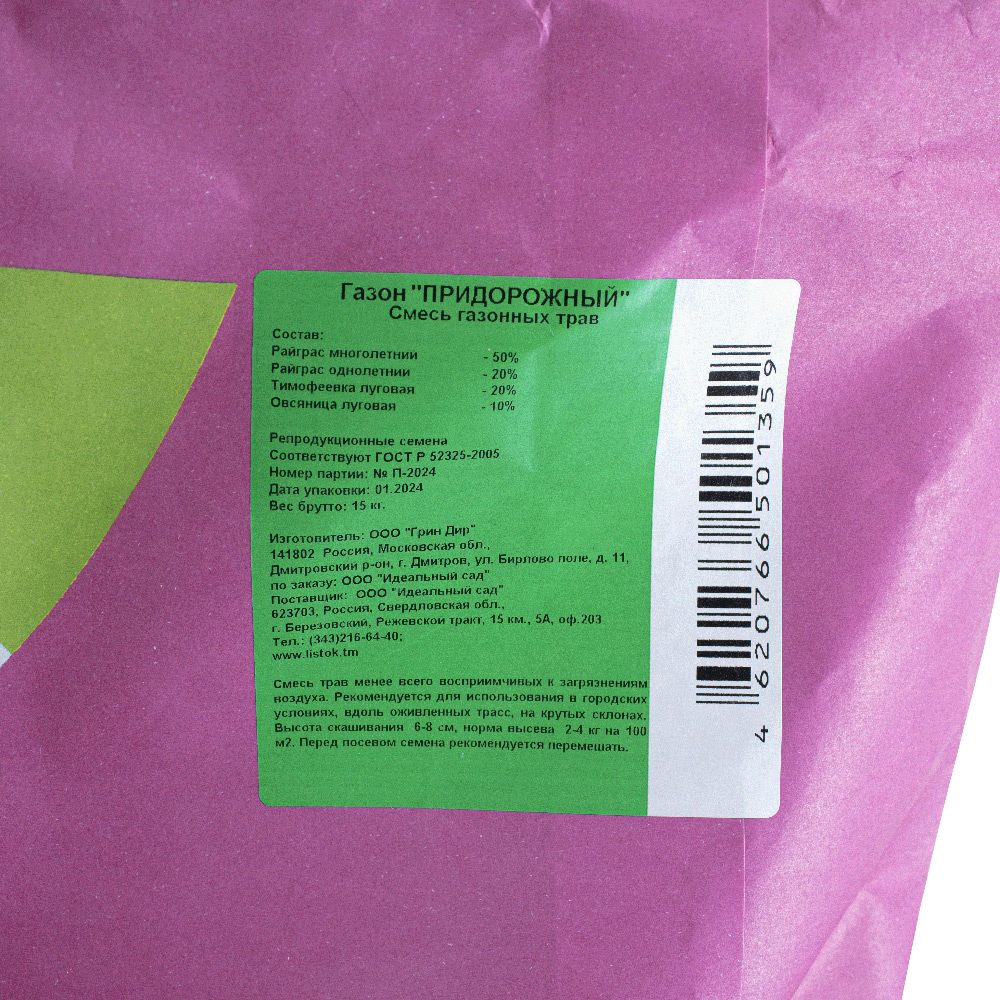 Газон "ПРИДОРОЖНЫЙ"
Смесь газонных трав
Состав:
Райграс многолетний - 50%
Райграс однолетний - 20%
Тимофеевка луговая - 20%
Овсяница луговая - 10%
Репродукционные семена
Соответствуют ГОСТ Р 52325-2005
Номер партии: № П-2024
Дата упаковки: 01.2024
Вес брутто: 15 кг.
Изготовитель: ООО "Грин Дир"
141802 Россия, Московская обл.,
Дмитровский р-он, г. Дмитров, ул. Бирлово поле, д. 11,
по заказу: ООО "Идеальный сад"
Поставщик: ООО "Идеальный сад"
623703, Россия, Свердловская обл.,
г. Березовский, Режевской тракт, 15 км., 5А, оф.203
Тел.: (343)216-64-40;
www.listok.tm
Смесь трав менее всего восприимчивых к загрязнениям
воздуха. Рекомендуется для использования в городских
условиях, вдоль оживленных трасс, на крутых склонах.
Высота скашивания 6-8 см, норма высева 2-4 кг на 100
м2. Перед посевом семена рекомендуется перемешать.
4 620766 501359